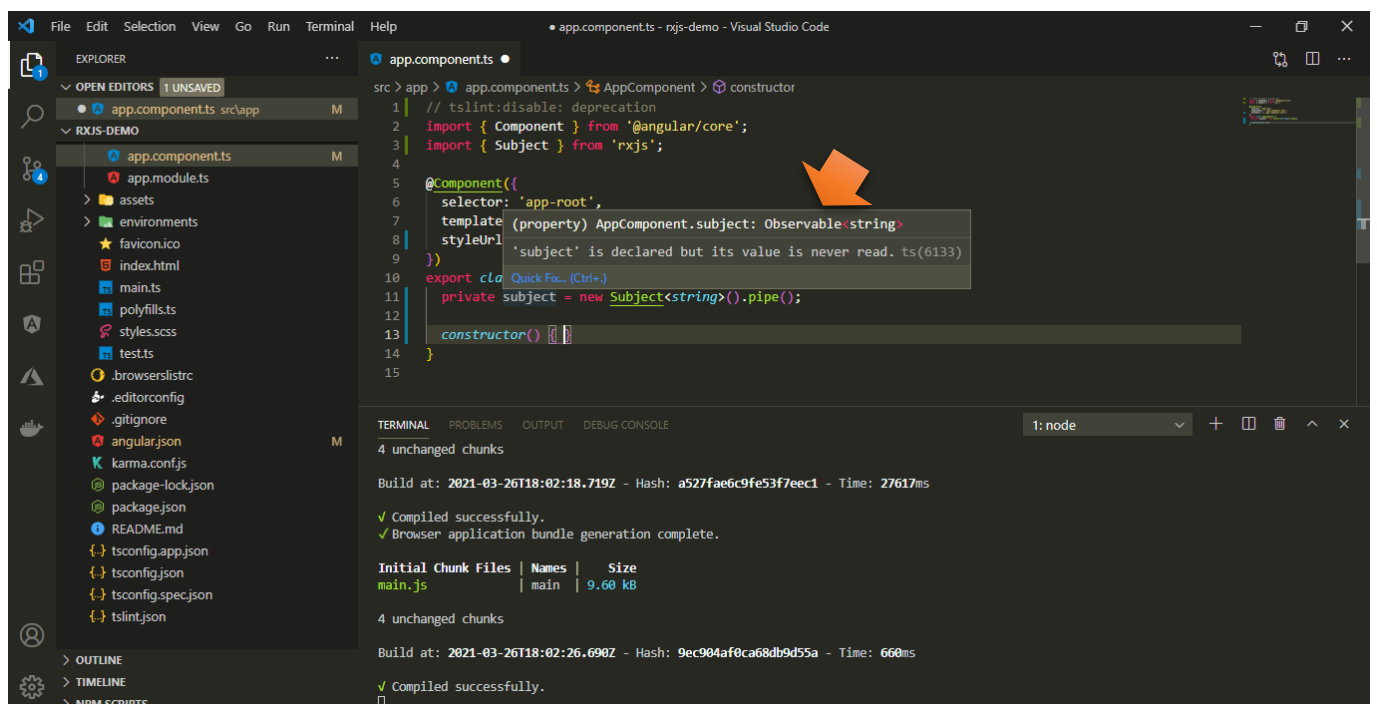 File Edit Selection View Go Run Terminal Help ● app.component.ts - rxjs-demo - Visual Studio Code
EXPLORER ···
OPEN EDITORS 1 UNSAVED
● app.component.ts src\app M
RXJS-DEMO
app.component.ts M
app.module.ts
assets
environments
favicon.ico
index.html
main.ts
polyfills.ts
styles.scss
test.ts
.browserslistrc
.editorconfig
.gitignore
angular.json M
karma.conf.js
package-lock.json
package.json
README.md
tsconfig.app.json
tsconfig.json
tsconfig.spec.json
tslint.json
OUTLINE
TIMELINE
NPM SCRIPTS
1
4
app.component.ts ●
src > app > app.component.ts > AppComponent > constructor
1 // tslint:disable: deprecation
2 import { Component } from '@angular/core';
3 import { Subject } from 'rxjs';
4
5 @Component({
6 selector: 'app-root',
7 template
8 styleUrl
9 })
10 export cla
11 private subject = new Subject<string>().pipe();
12
13 constructor() { }
14 }
15
(property) AppComponent.subject: Observable<string>
'subject' is declared but its value is never read. ts(6133)
Quick Fix... (Ctrl+.)
TERMINAL PROBLEMS OUTPUT DEBUG CONSOLE 1: node
4 unchanged chunks
Build at: 2021-03-26T18:02:18.719Z - Hash: a527fae6c9fe53f7eec1 - Time: 27617ms
√ Compiled successfully.
√ Browser application bundle generation complete.
Initial Chunk Files | Names | Size
main.js | main | 9.60 kB
4 unchanged chunks
Build at: 2021-03-26T18:02:26.690Z - Hash: 9ec904af0ca68db9d55a - Time: 660ms
√ Compiled successfully.